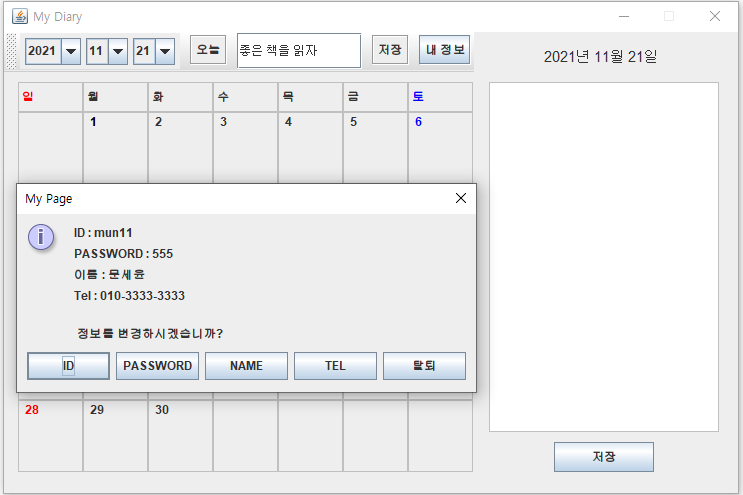 My Diary
2021 11 21 오늘 좋은 책을 읽자 저장 내 정보
2021년 11월 21일
일 월 화 수 목 금 토
1 2 3 4 5 6
My Page
ID : mun11
PASSWORD : 555
이름 : 문세윤
Tel : 010-3333-3333
정보를 변경하시겠습니까?
ID PASSWORD NAME TEL 탈퇴
28 29 30
저장